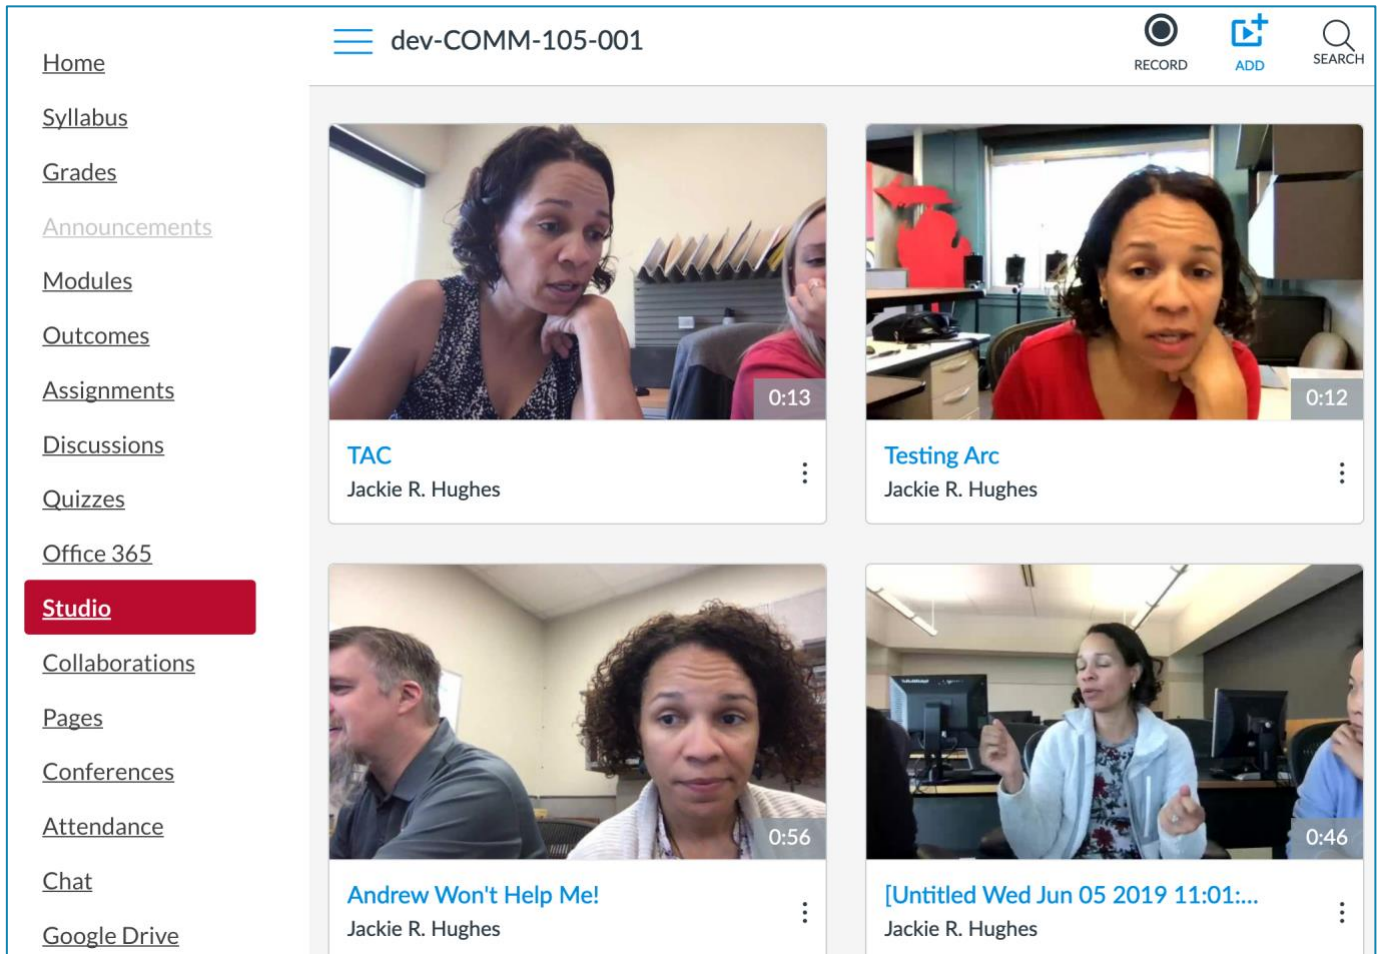 Home
Syllabus
Grades
Announcements
Modules
Outcomes
Assignments
Discussions
Quizzes
Office 365
Studio
Collaborations
Pages
Conferences
Attendance
Chat
Google Drive
dev-COMM-105-001
RECORD
ADD
SEARCH
0:13
TAC
Jackie R. Hughes
0:12
Testing Arc
Jackie R. Hughes
0:56
Andrew Won't Help Me!
Jackie R. Hughes
0:46
[Untitled Wed Jun 05 2019 11:01:...
Jackie R. Hughes